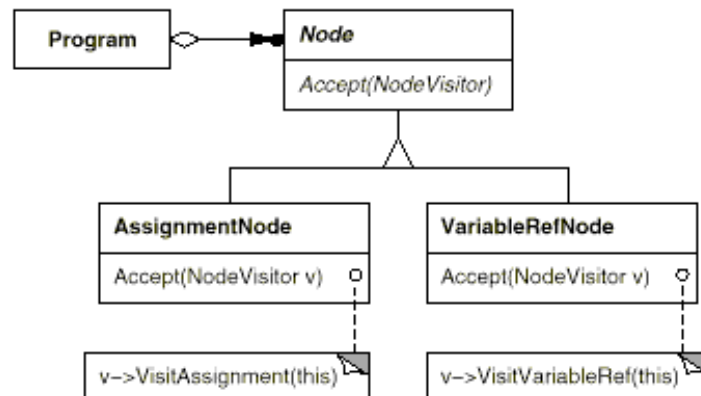 Program
Node
Accept(NodeVisitor)
AssignmentNode
Accept(NodeVisitor v)
v->VisitAssignment(this)
VariableRefNode
Accept(NodeVisitor v)
v->VisitVariableRef(this)